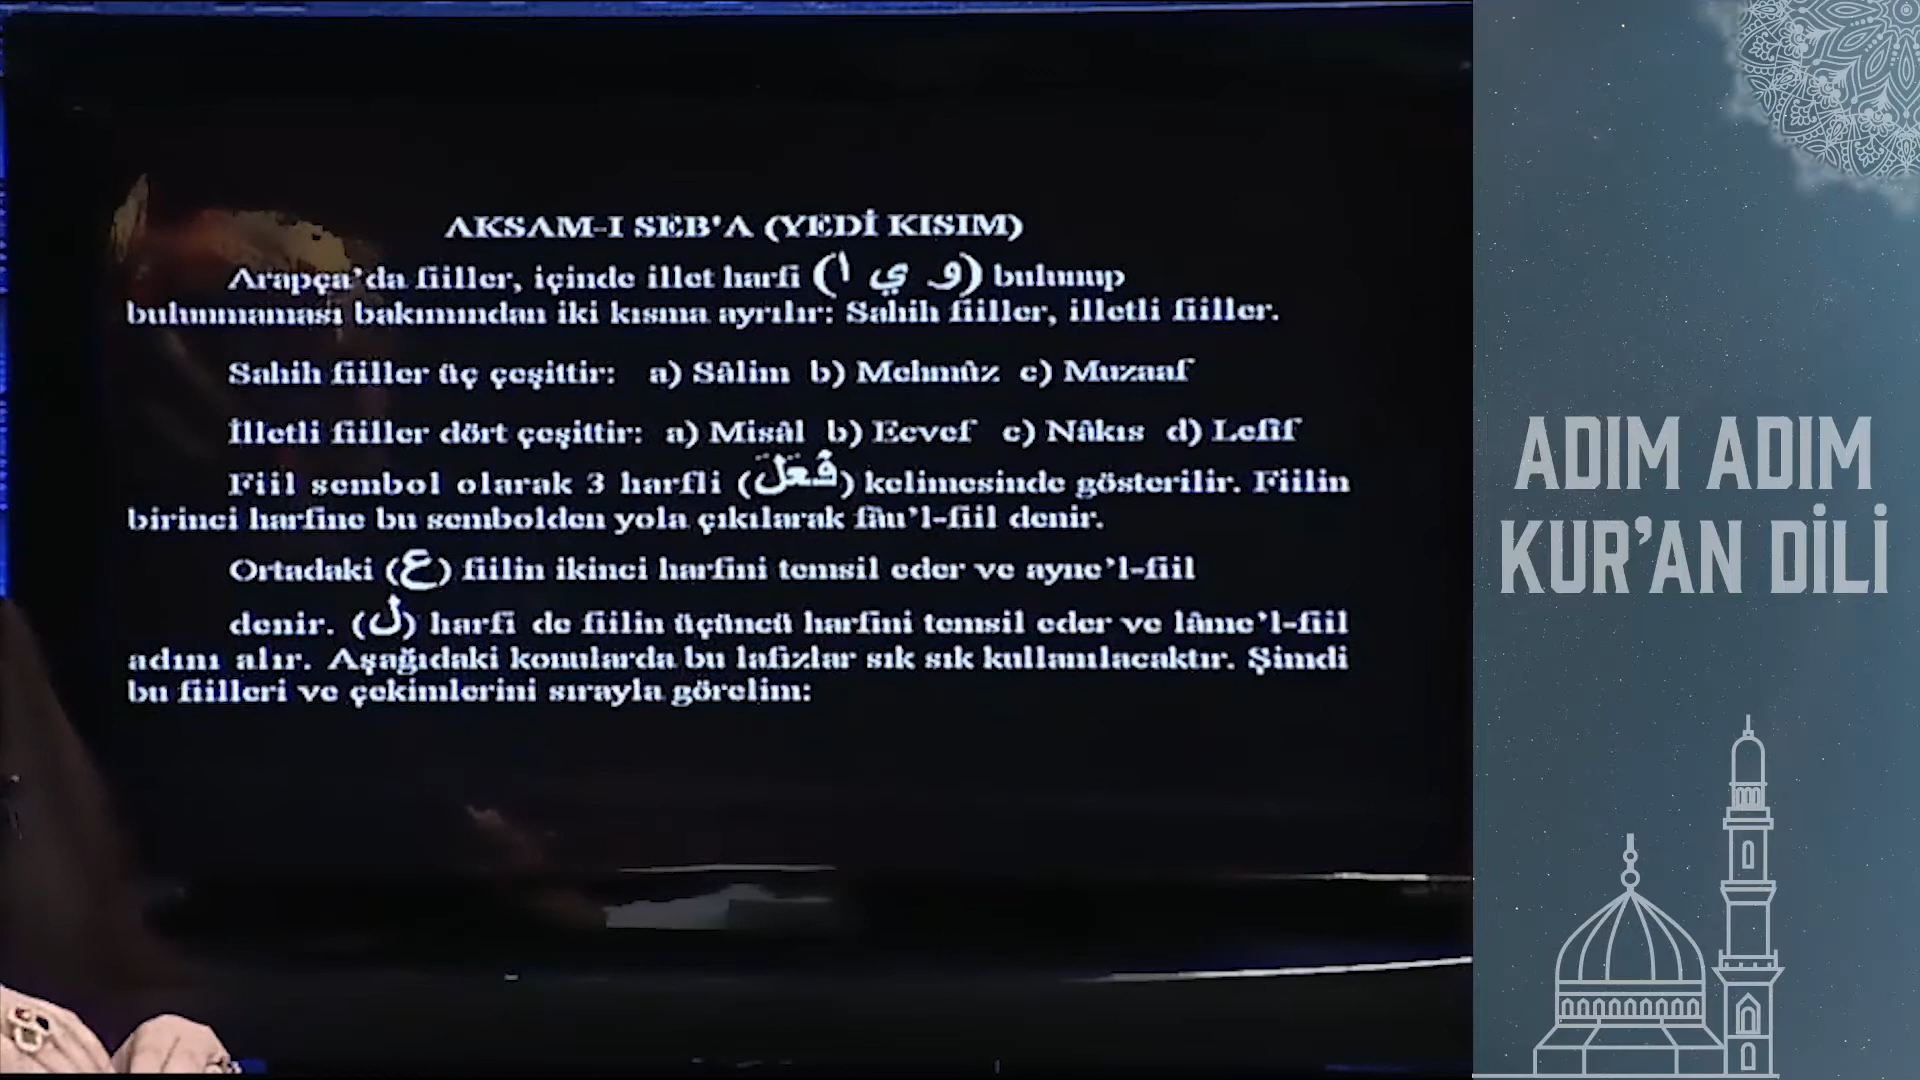 AKSAM-I SEB'A (YEDİ KISIM)
Arapça'da fiiller, içinde illet harfi (و ي ا) bulunup
bulunmaması bakımından iki kısma ayrılır: Sahih fiiller, illetli fiiller.
Sahih fiiller üç çeşittir: a) Sâlim b) Mehmûz c) Muzaaf
İlletli fiiller dört çeşittir: a) Misâl b) Ecvef c) Nâkıs d) Lefif
Fiil sembol olarak 3 harfli (فَعَلَ) kelimesinde gösterilir. Fiilin
birinci harfine bu sembolden yola çıkılarak fâu'l-fiil denir.
Ortadaki (ع) fiilin ikinci harfini temsil eder ve ayne'l-fiil
denir. (ل) harfi de fiilin üçüncü harfini temsil eder ve lâme'l-fiil
adını alır. Aşağıdaki konularda bu lafızlar sık sık kullanılacaktır. Şimdi
bu fiilleri ve çekimlerini sırayla görelim:
ADIM ADIM
KUR'AN DİLİ